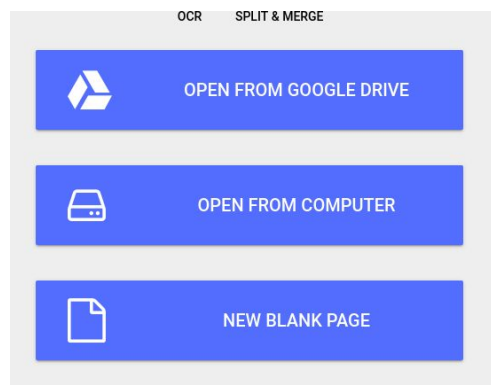 OCR SPLIT & MERGE
OPEN FROM GOOGLE DRIVE
OPEN FROM COMPUTER
NEW BLANK PAGE